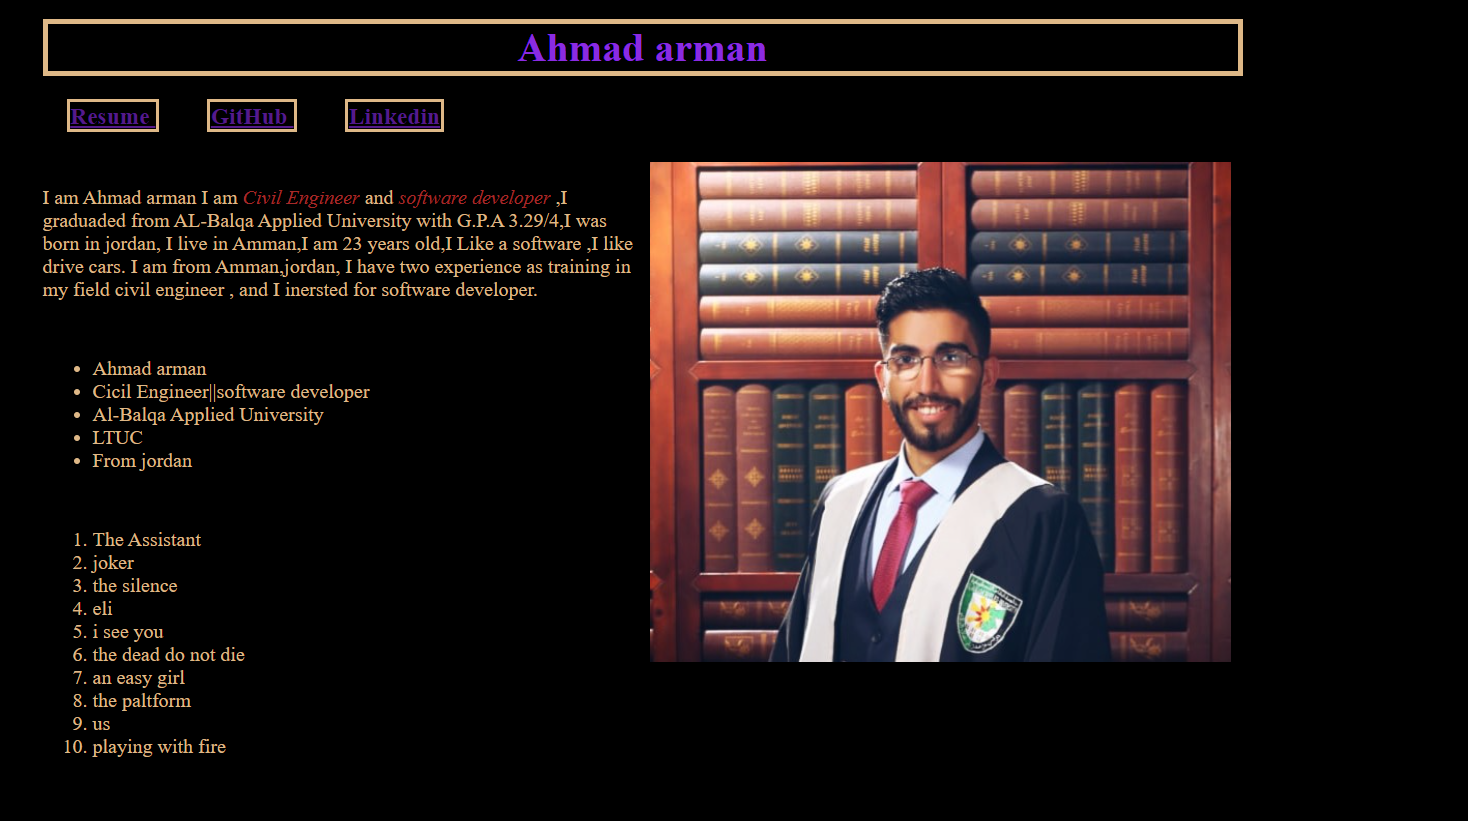 Ahmad arman
Resume GitHub Linkedin
I am Ahmad arman I am Civil Engineer and software developer ,I
graduaded from AL-Balqa Applied University with G.P.A 3.29/4,I was
born in jordan, I live in Amman,I am 23 years old,I Like a software ,I like
drive cars. I am from Amman,jordan, I have two experience as training in
my field civil engineer , and I inersted for software developer.
• Ahmad arman
• Cicil Engineer||software developer
• Al-Balqa Applied University
• LTUC
• From jordan
1. The Assistant
2. joker
3. the silence
4. eli
5. i see you
6. the dead do not die
7. an easy girl
8. the paltform
9. us
10. playing with fire